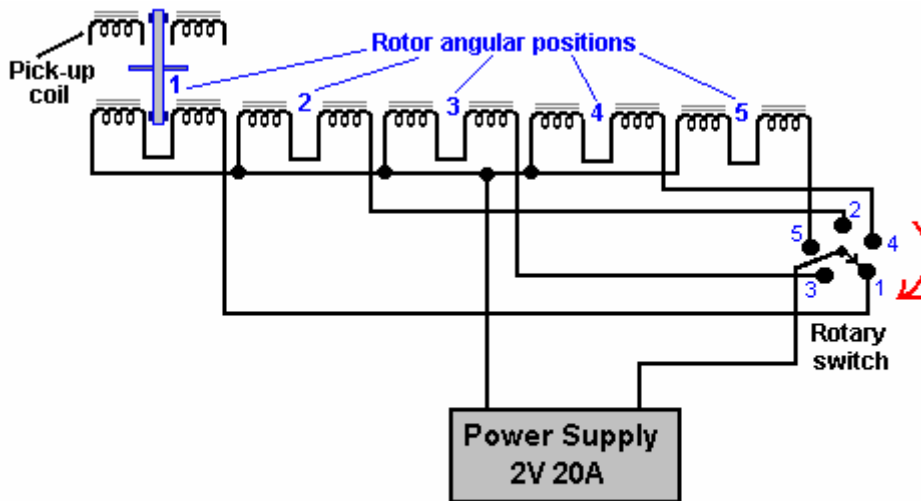 Pick-up
coil
Rotor angular positions
1
2
3
4
5
2
5
4
3
1
Rotary
switch
Power Supply
2V 20A